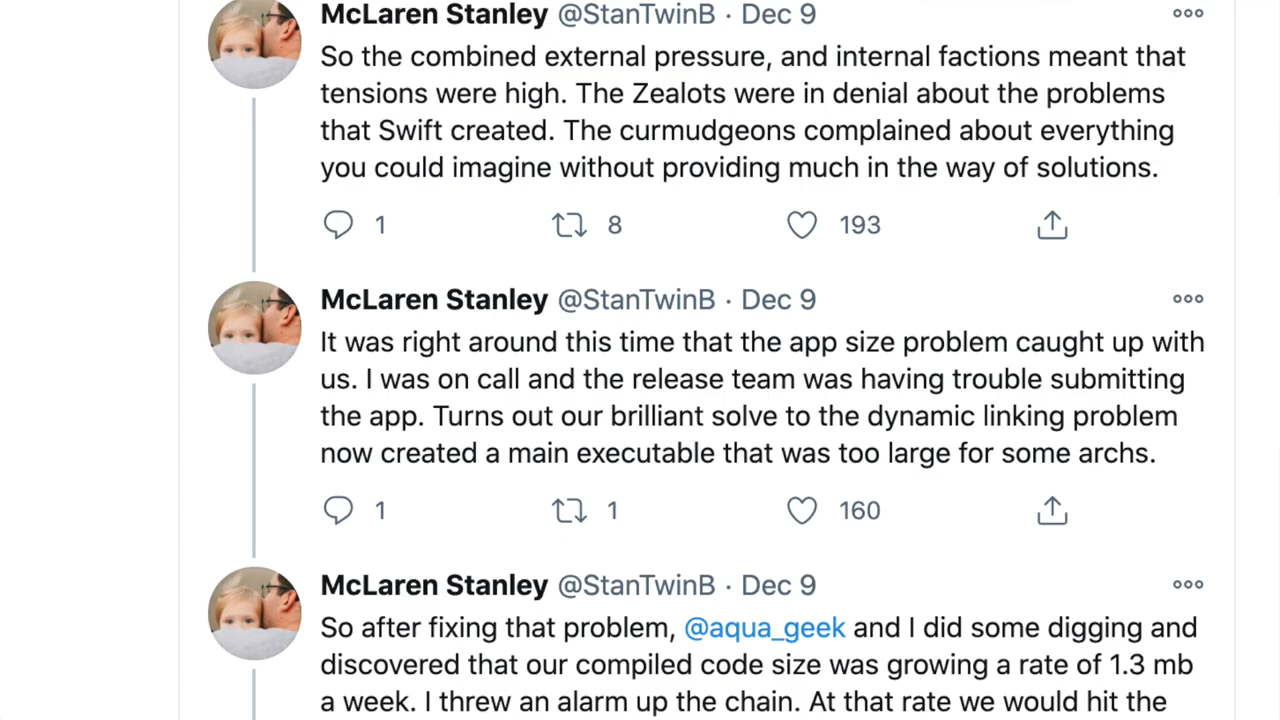 McLaren Stanley @StanTwinB · Dec 9
So the combined external pressure, and internal factions meant that
tensions were high. The Zealots were in denial about the problems
that Swift created. The curmudgeons complained about everything
you could imagine without providing much in the way of solutions.
1 8 193
McLaren Stanley @StanTwinB · Dec 9
It was right around this time that the app size problem caught up with
us. I was on call and the release team was having trouble submitting
the app. Turns out our brilliant solve to the dynamic linking problem
now created a main executable that was too large for some archs.
1 1 160
McLaren Stanley @StanTwinB · Dec 9
So after fixing that problem, @aqua_geek and I did some digging and
discovered that our compiled code size was growing a rate of 1.3 mb
a week. I threw an alarm up the chain. At that rate we would hit the